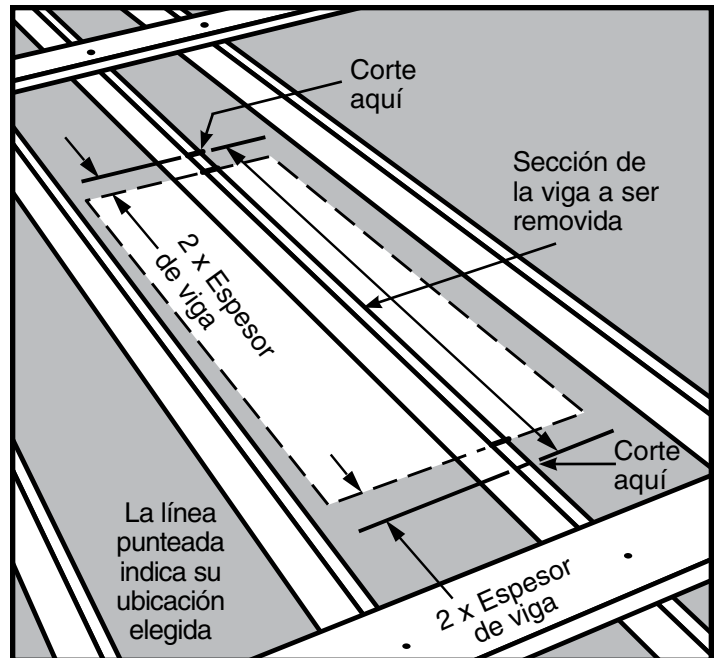 Corte
aquí
Sección de
la viga a ser
removida
2 x Espesor
de viga
Corte
aquí
La línea
punteada
indica su
ubicación
elegida
2 x Espesor
de viga